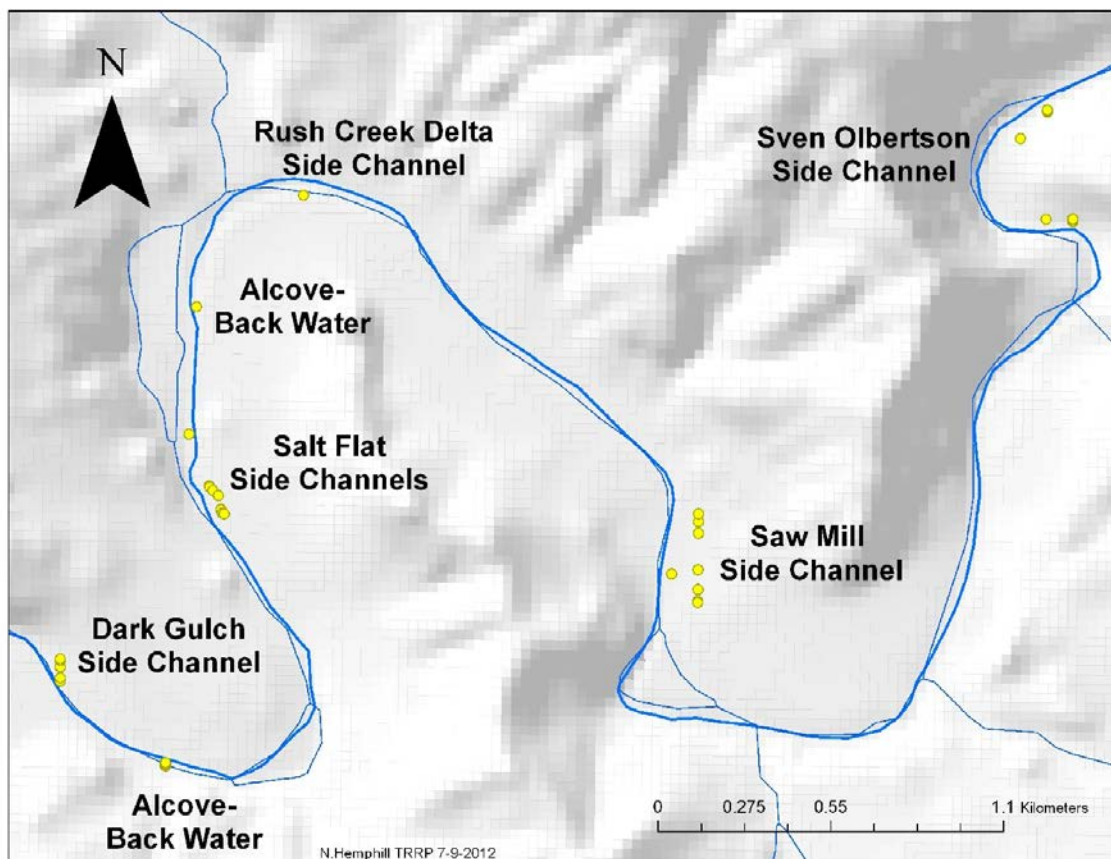 N
Rush Creek Delta
Side Channel
Sven Olbertson
Side Channel
Alcove-
Back Water
Salt Flat
Side Channels
Saw Mill
Side Channel
Dark Gulch
Side Channel
Alcove-
Back Water
0 0.275 0.55 1.1 Kilometers
N.Hemphill TRRP 7-9-2012